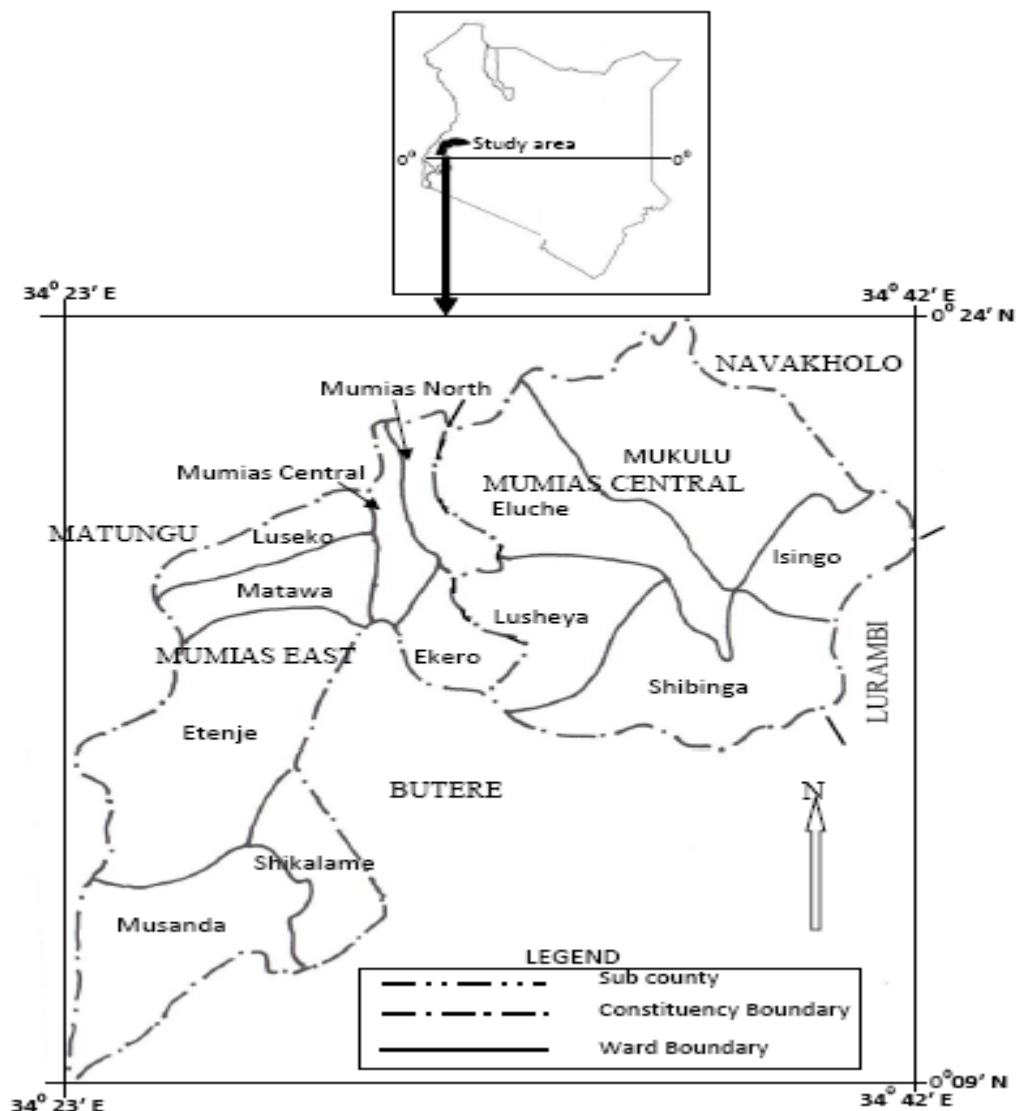 Study area
0° 0°
34° 23' E
34° 42' E
0° 24' N
NAVAKHOLO
Mumias North
MUKULU
Mumias Central
MUMIAS CENTRAL
Eluche
MATUNGU
Luseko
Isingo
Matawa
Lusheya
MUMIAS EAST
Ekero
LURAMBI
Shibinga
Etenje
BUTERE
N
Shikalame
Musanda
LEGEND
Sub county
Constituency Boundary
Ward Boundary
0°09' N
34° 23' E
34° 42' E